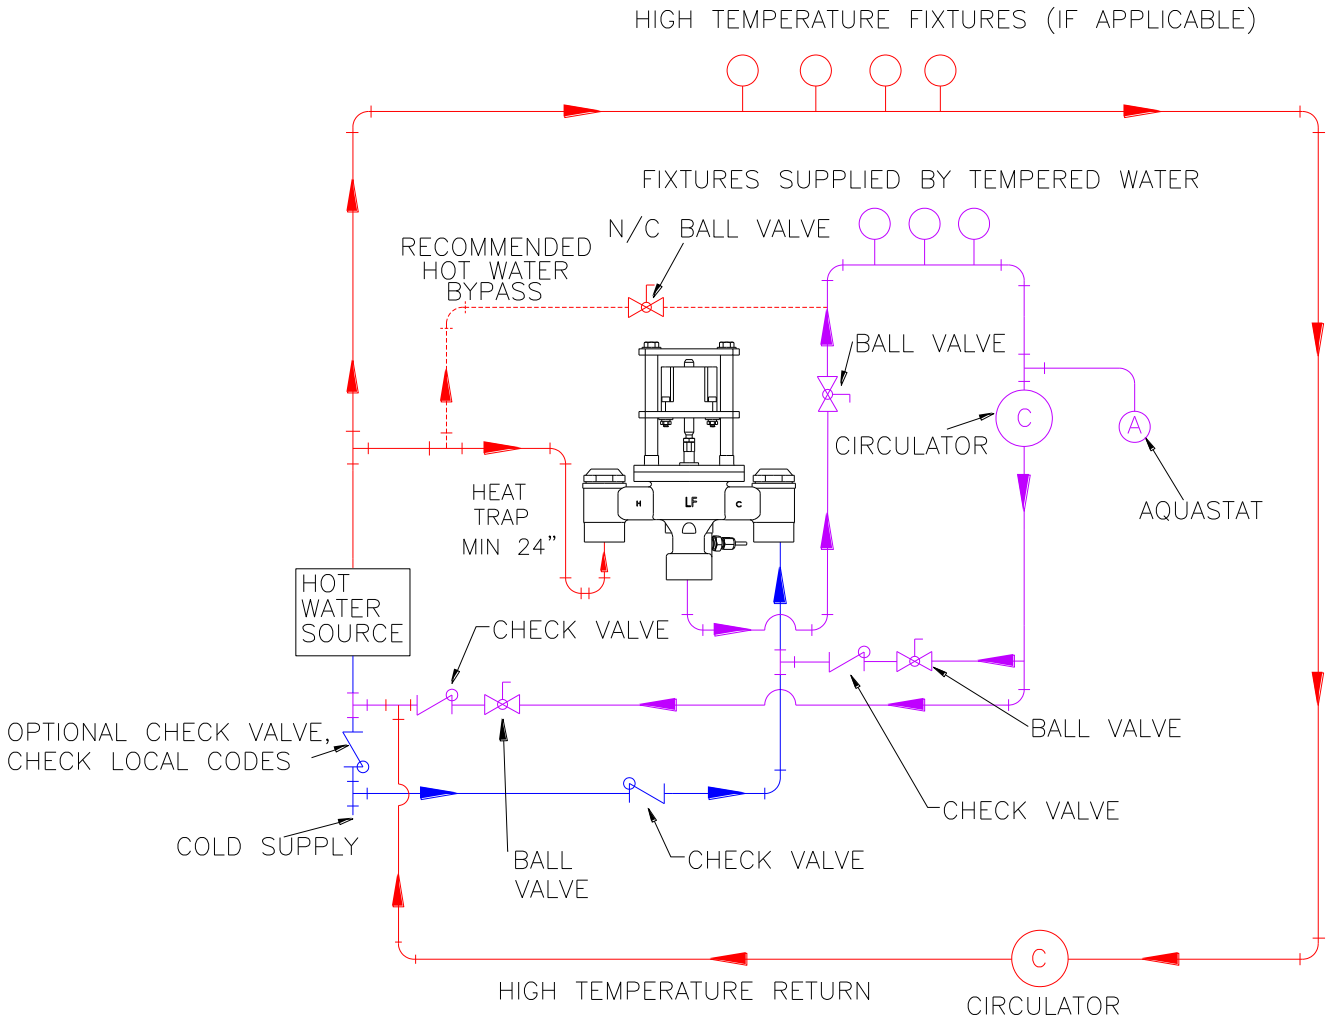 HIGH TEMPERATURE FIXTURES (IF APPLICABLE)
FIXTURES SUPPLIED BY TEMPERED WATER
N/C BALL VALVE
RECOMMENDED
HOT WATER
BYPASS
BALL VALVE
C
A
CIRCULATOR
AQUASTAT
HEAT
TRAP
MIN 24"
H
LF
C
HOT
WATER
SOURCE
CHECK VALVE
OPTIONAL CHECK VALVE,
CHECK LOCAL CODES
BALL VALVE
CHECK VALVE
COLD SUPPLY
BALL
VALVE
CHECK VALVE
C
HIGH TEMPERATURE RETURN
CIRCULATOR